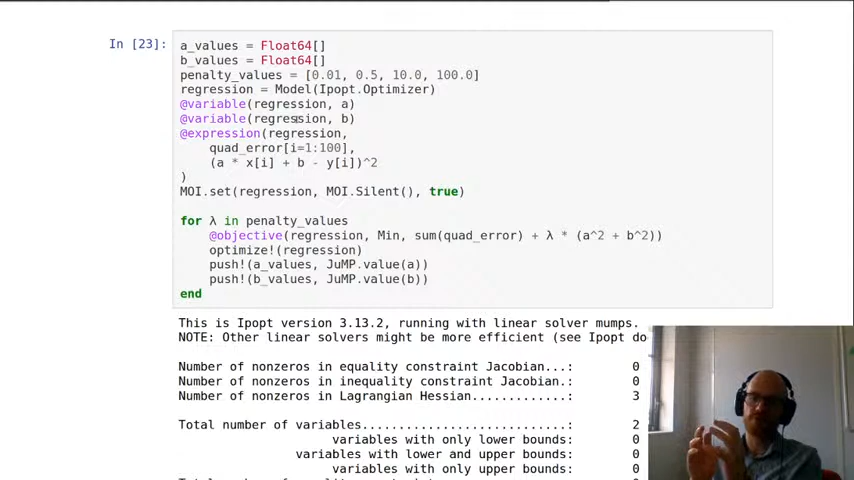 In [23]:
a_values = Float64[]
b_values = Float64[]
penalty_values = [0.01, 0.5, 10.0, 100.0]
regression = Model(Ipopt.Optimizer)
@variable(regression, a)
@variable(regression, b)
@expression(regression,
quad_error[i=1:100],
(a * x[i] + b - y[i])^2
)
MOI.set(regression, MOI.Silent(), true)
for λ in penalty_values
@objective(regression, Min, sum(quad_error) + λ * (a^2 + b^2))
optimize!(regression)
push!(a_values, JuMP.value(a))
push!(b_values, JuMP.value(b))
end
This is Ipopt version 3.13.2, running with linear solver mumps.
NOTE: Other linear solvers might be more efficient (see Ipopt do
Number of nonzeros in equality constraint Jacobian...: 0
Number of nonzeros in inequality constraint Jacobian.: 0
Number of nonzeros in Lagrangian Hessian.............: 3
Total number of variables............................: 2
variables with only lower bounds: 0
variables with lower and upper bounds: 0
variables with only upper bounds: 0